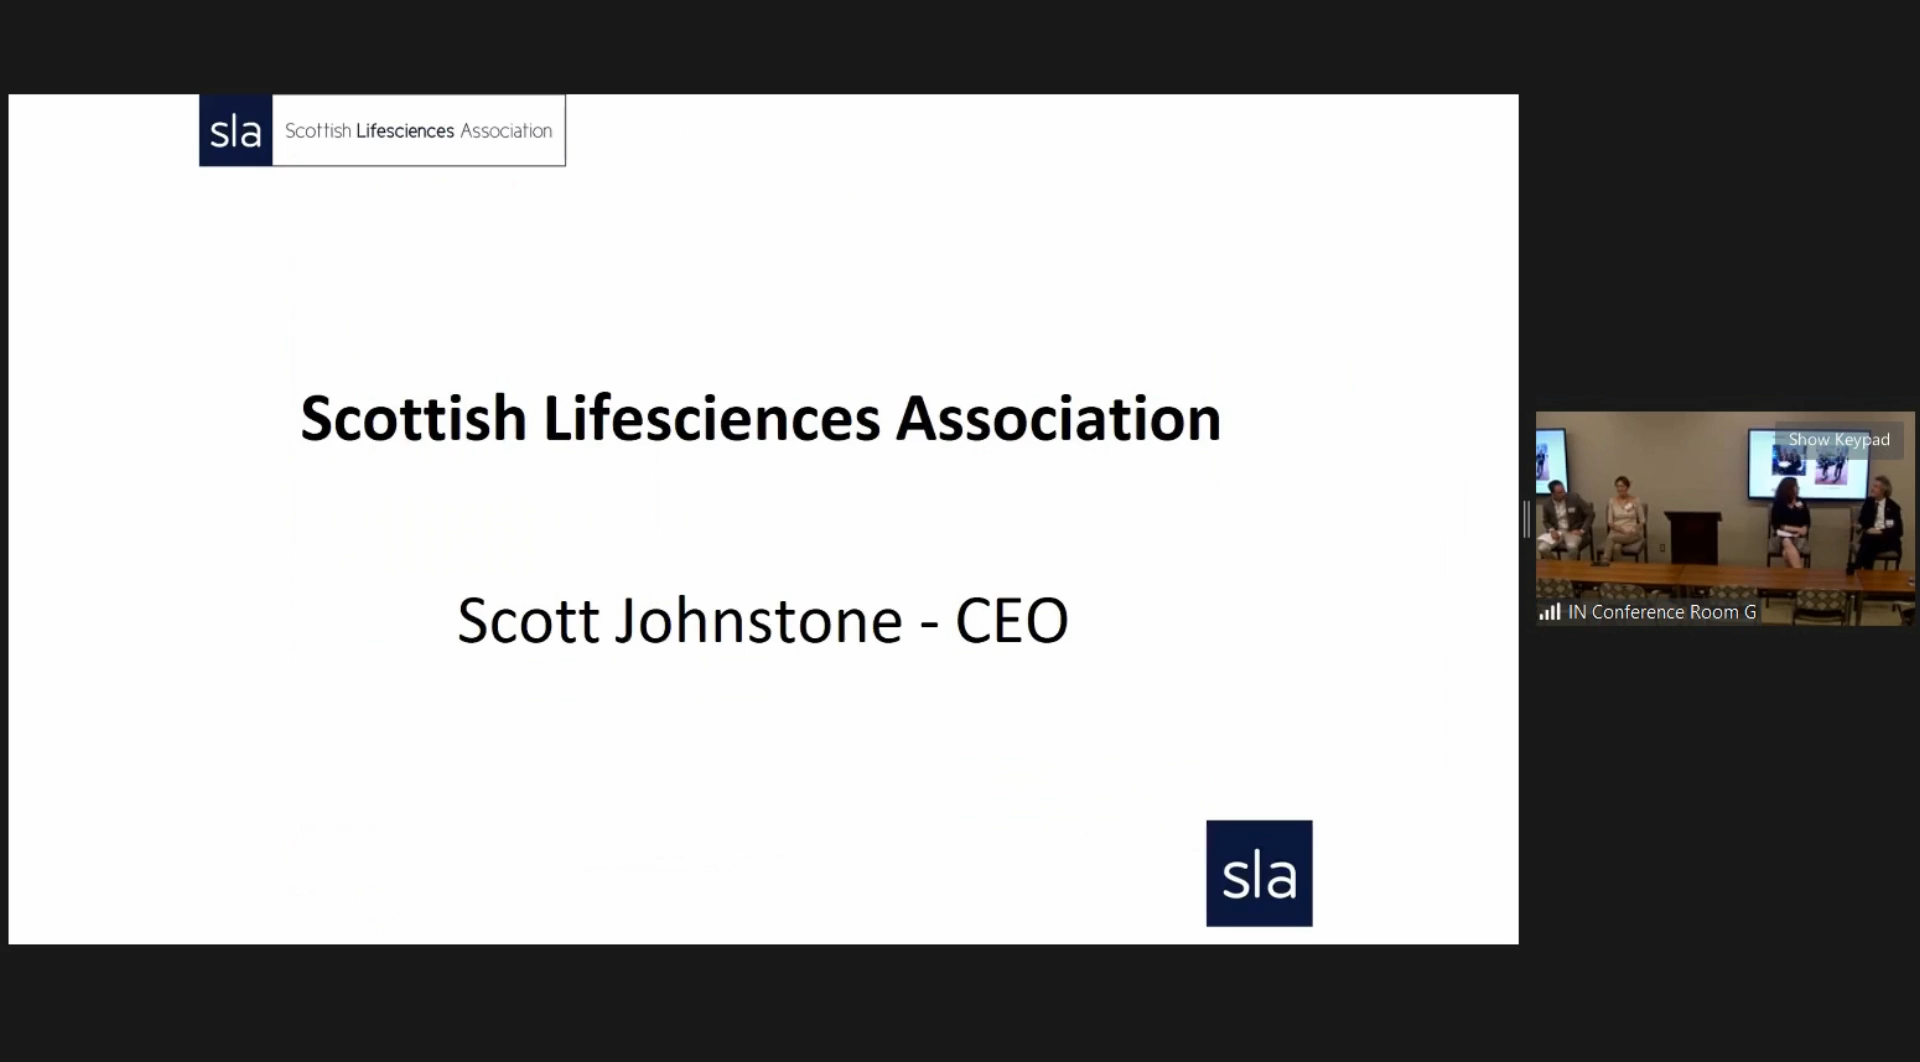 sla Scottish Lifesciences Association
Scottish Lifesciences Association
Scott Johnstone - CEO
sla
Show Keypad
IN Conference Room G